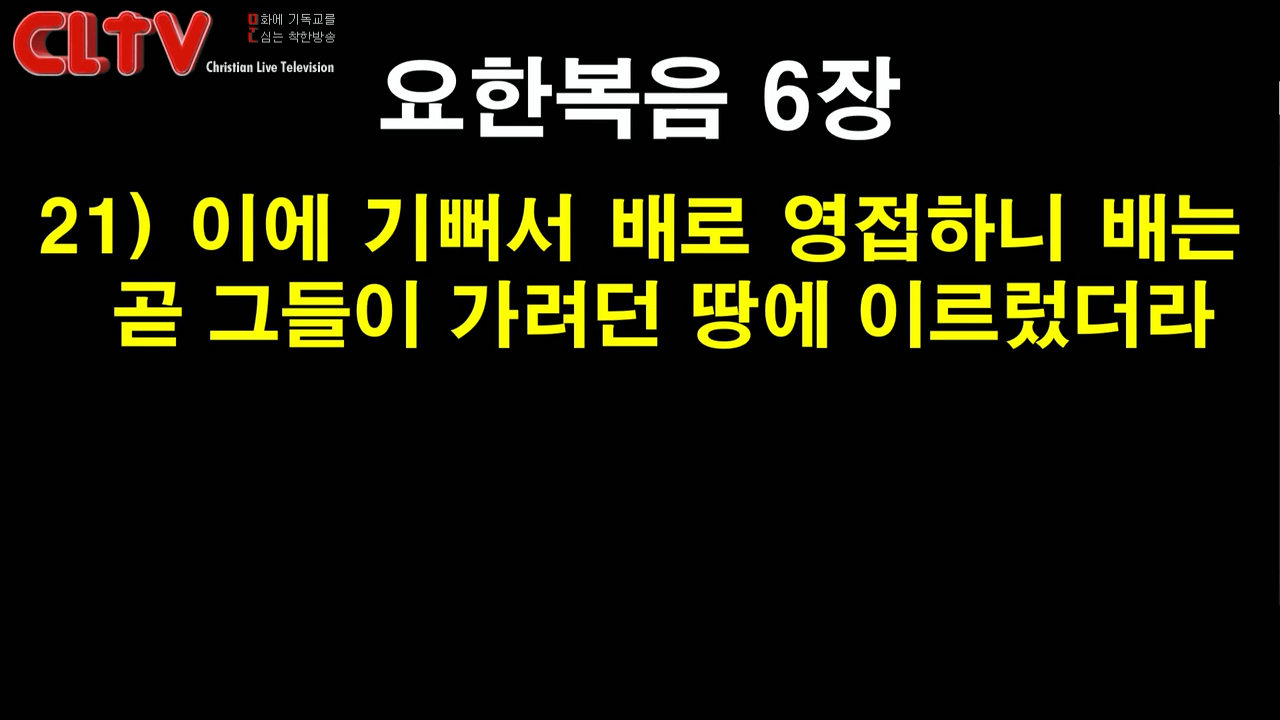 CLTV
문화에 기독교를
심는 착한방송
Christian Live Television
요한복음 6장
21) 이에 기뻐서 배로 영접하니 배는
곧 그들이 가려던 땅에 이르렀더라